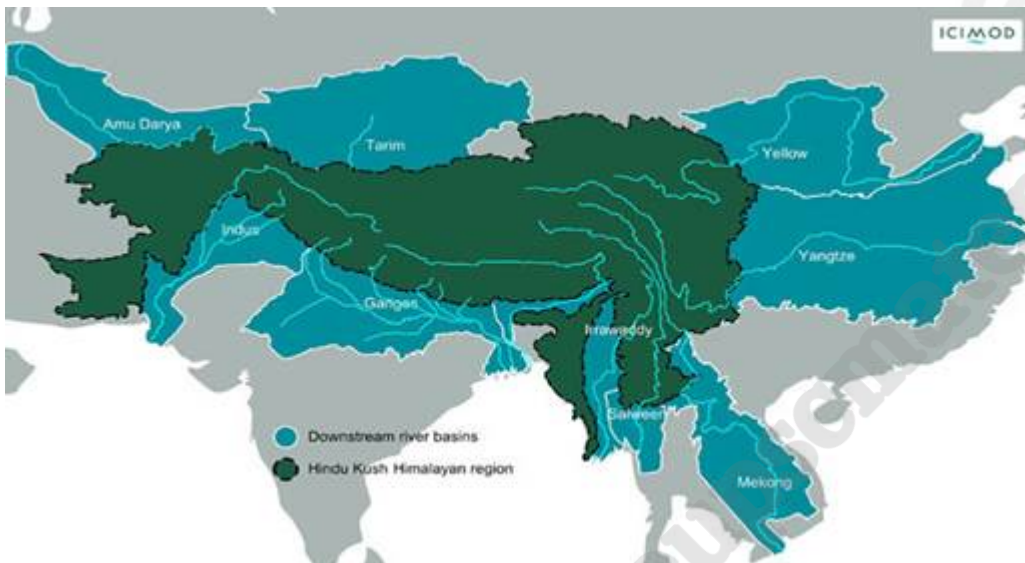 ICIMOD
Amu Darya
Tarim
Yellow
Indus
Yangtze
Ganges
Irrawaddy
Salween
Downstream river basins
Hindu Kush Himalayan region
Mekong